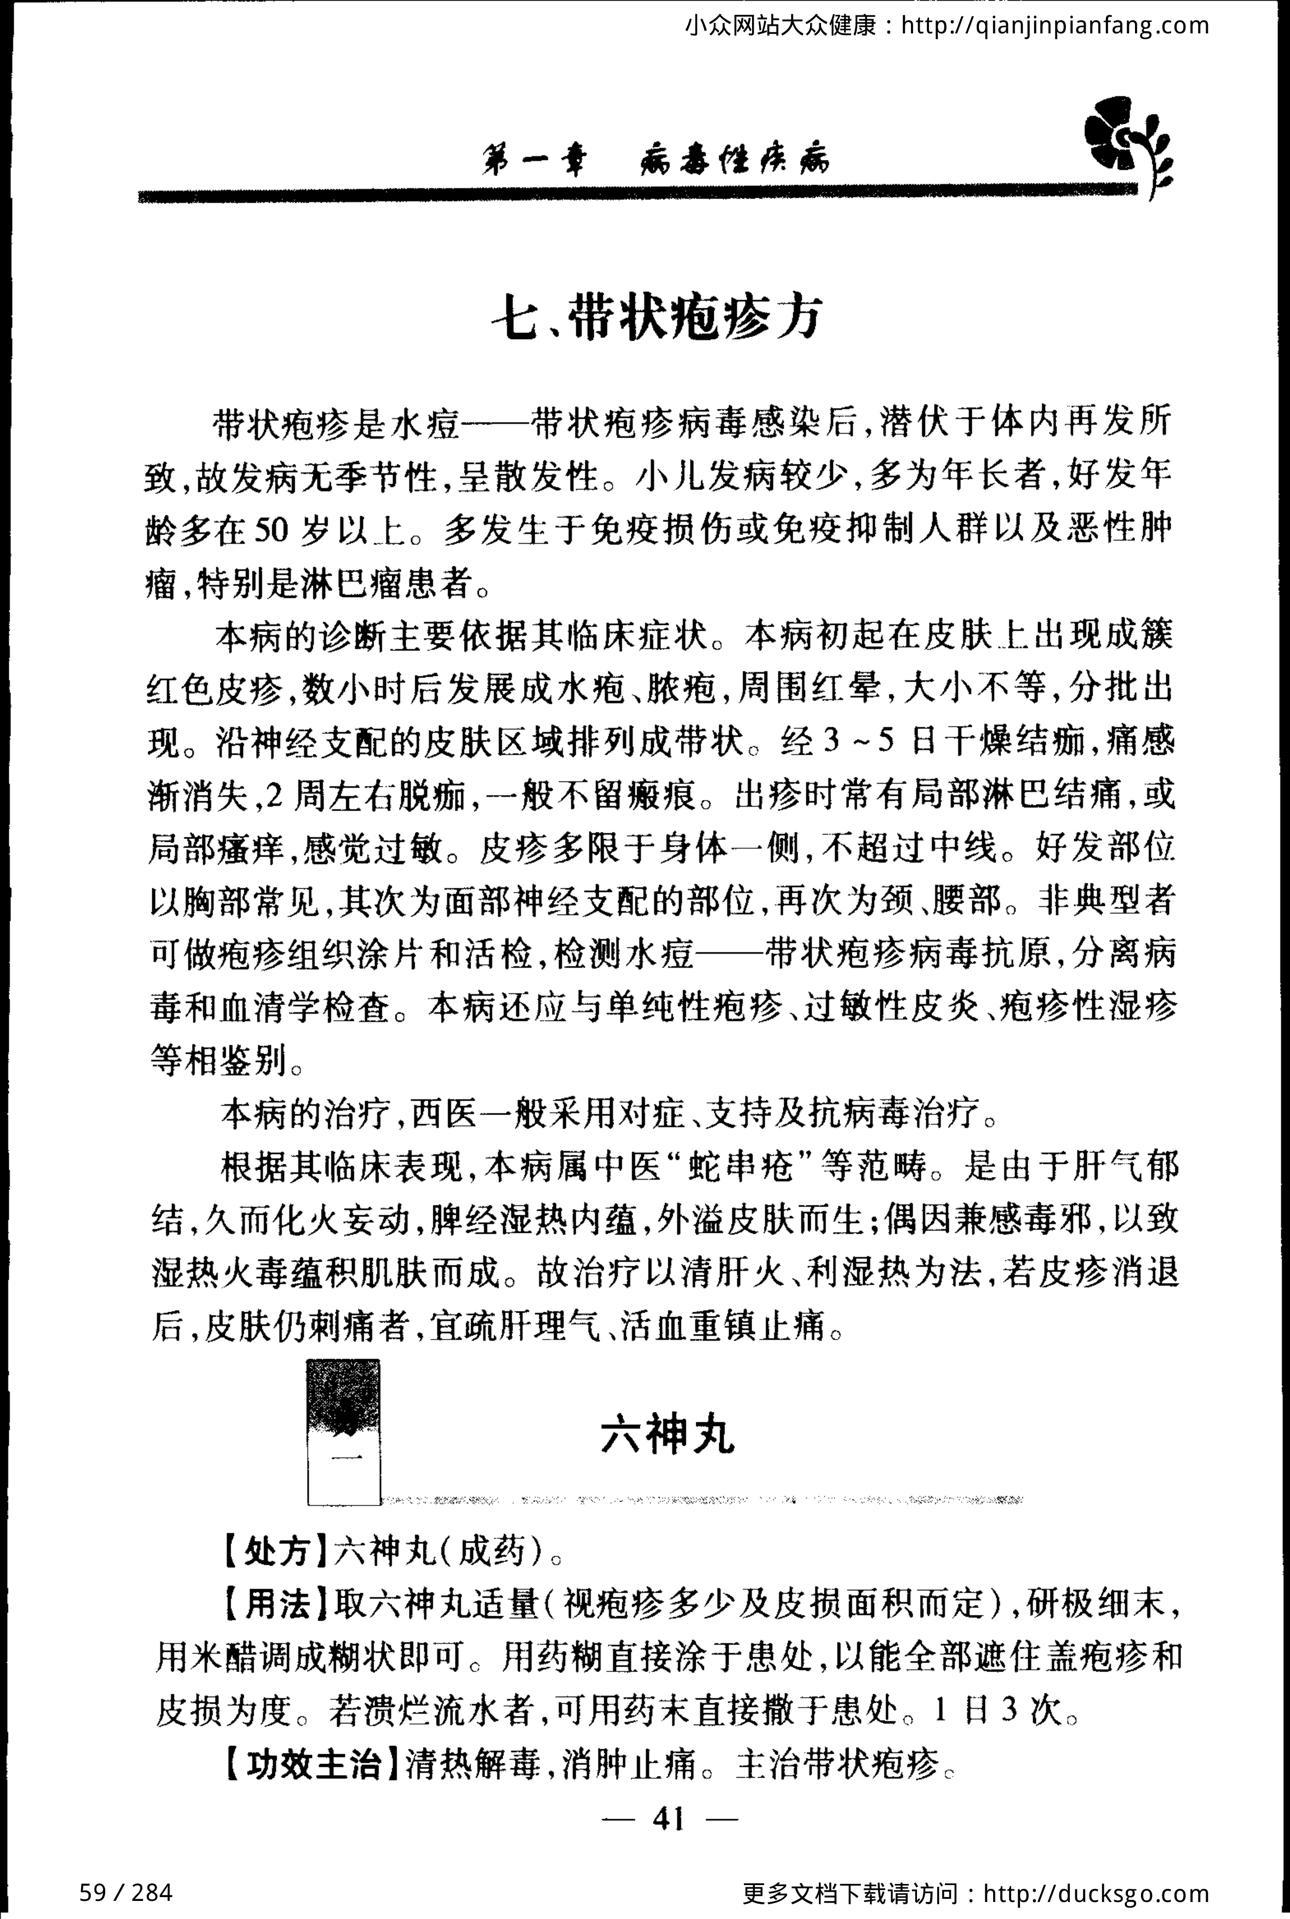 小众网站大众健康：http://qianjinpianfang.com
第一章 病毒性疾病
七、带状疱疹方
带状疱疹是水痘——带状疱疹病毒感染后,潜伏于体内再发所
致,故发病无季节性,呈散发性。小儿发病较少,多为年长者,好发年
龄多在50岁以上。多发生于免疫损伤或免疫抑制人群以及恶性肿
瘤,特别是淋巴瘤患者。
本病的诊断主要依据其临床症状。本病初起在皮肤上出现成簇
红色皮疹,数小时后发展成水疱、脓疱,周围红晕,大小不等,分批出
现。沿神经支配的皮肤区域排列成带状。经3~5日干燥结痂,痛感
渐消失,2周左右脱痂,一般不留瘢痕。出疹时常有局部淋巴结痛,或
局部瘙痒,感觉过敏。皮疹多限于身体一侧,不超过中线。好发部位
以胸部常见,其次为面部神经支配的部位,再次为颈、腰部。非典型者
可做疱疹组织涂片和活检,检测水痘——带状疱疹病毒抗原,分离病
毒和血清学检查。本病还应与单纯性疱疹、过敏性皮炎、疱疹性湿疹
等相鉴别。
本病的治疗,西医一般采用对症、支持及抗病毒治疗。
根据其临床表现,本病属中医“蛇串疮”等范畴。是由于肝气郁
结,久而化火妄动,脾经湿热内蕴,外溢皮肤而生;偶因兼感毒邪,以致
湿热火毒蕴积肌肤而成。故治疗以清肝火、利湿热为法,若皮疹消退
后,皮肤仍刺痛者,宜疏肝理气、活血重镇止痛。
一
六神丸
【处方】六神丸(成药)。
【用法】取六神丸适量(视疱疹多少及皮损面积而定),研极细末,
用米醋调成糊状即可。用药糊直接涂于患处,以能全部遮住盖疱疹和
皮损为度。若溃烂流水者,可用药末直接撒于患处。1日3次。
【功效主治】清热解毒,消肿止痛。主治带状疱疹。
— 41 —
59 / 284
更多文档下载请访问：http://ducksgo.com